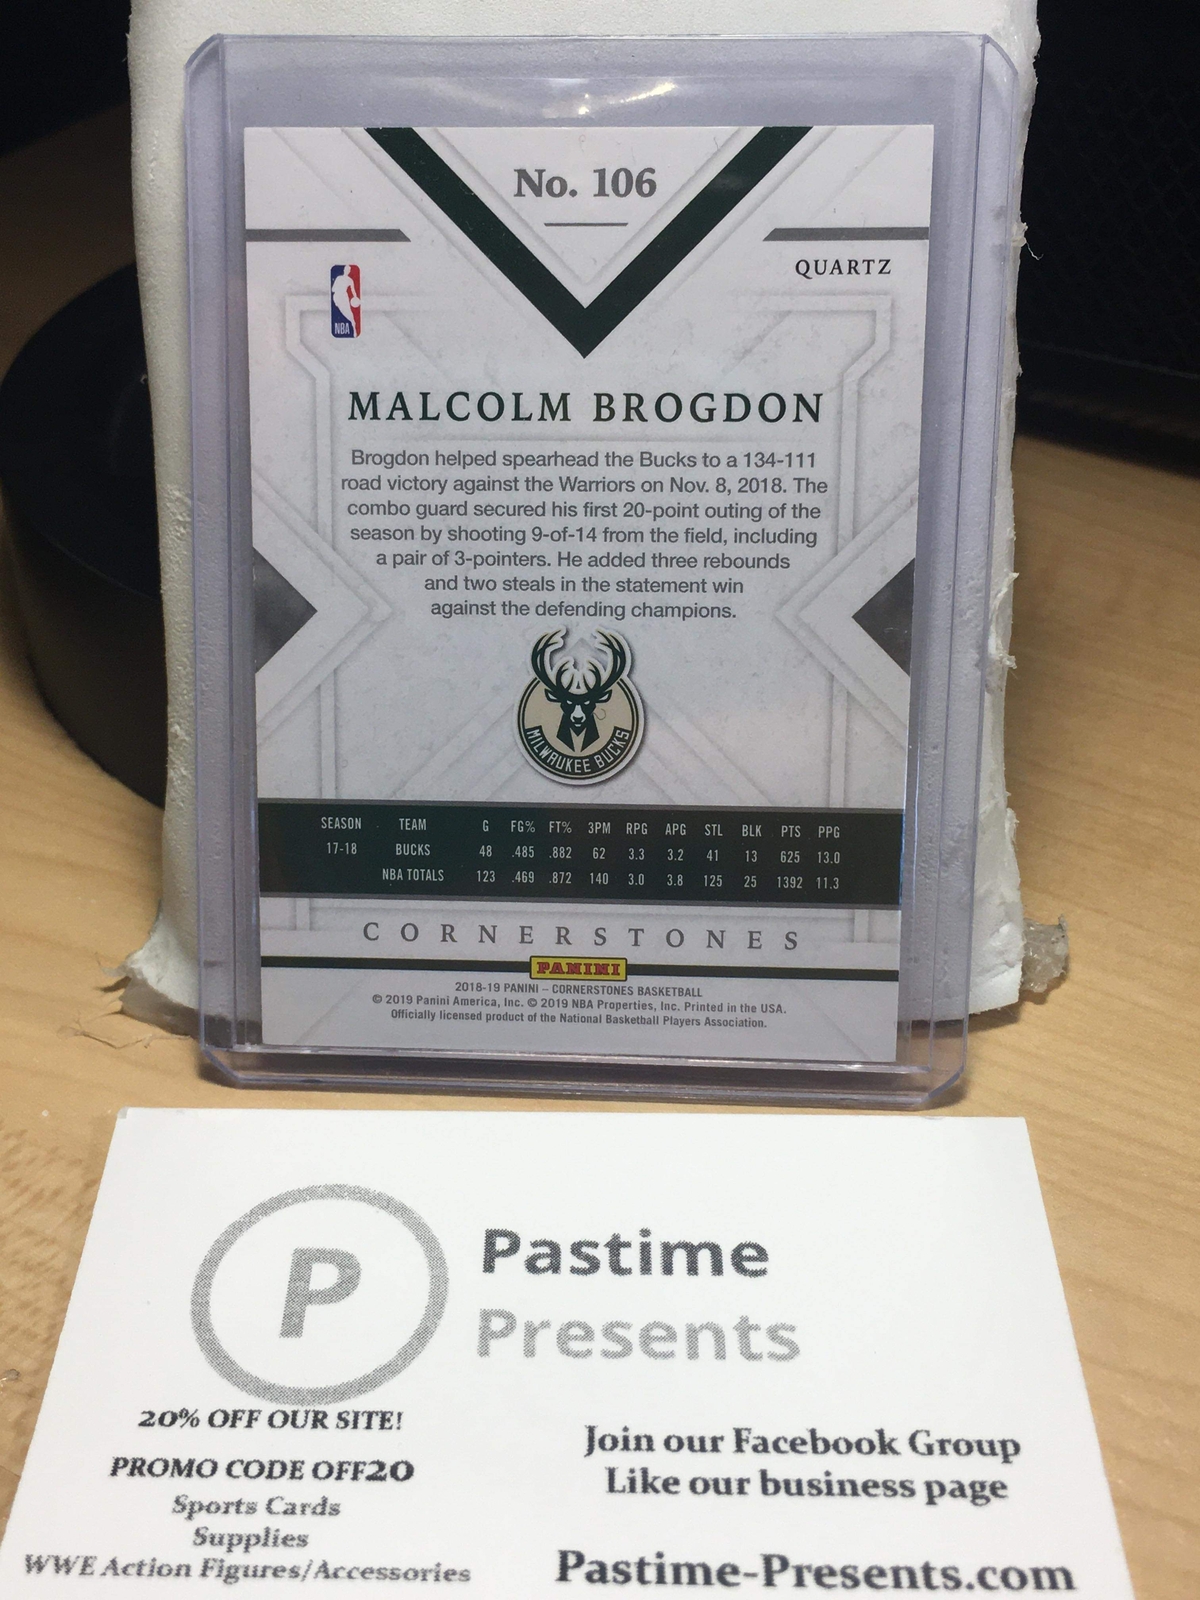 No. 106
QUARTZ
NBA
MALCOLM BROGDON
Brogdon helped spearhead the Bucks to a 134-111
road victory against the Warriors on Nov. 8, 2018. The
combo guard secured his first 20-point outing of the
season by shooting 9-of-14 from the field, including
a pair of 3-pointers. He added three rebounds
and two steals in the statement win
against the defending champions.
MILWAUKEE BUCKS
SEASON TEAM G FG% FT% 3PM RPG APG STL BLK PTS PPG
17-18 BUCKS 48 .485 .882 62 3.3 3.2 41 13 625 13.0
NBA TOTALS 123 .469 .872 140 3.0 3.8 125 25 1392 11.3
CORNERSTONES
PANINI
2018-19 PANINI – CORNERSTONES BASKETBALL
© 2019 Panini America, Inc. © 2019 NBA Properties, Inc. Printed in the USA.
Officially licensed product of the National Basketball Players Association.
P
Pastime
Presents
20% OFF OUR SITE!
PROMO CODE OFF20
Sports Cards
Supplies
WWE Action Figures/Accessories
Join our Facebook Group
Like our business page
Pastime-Presents.com